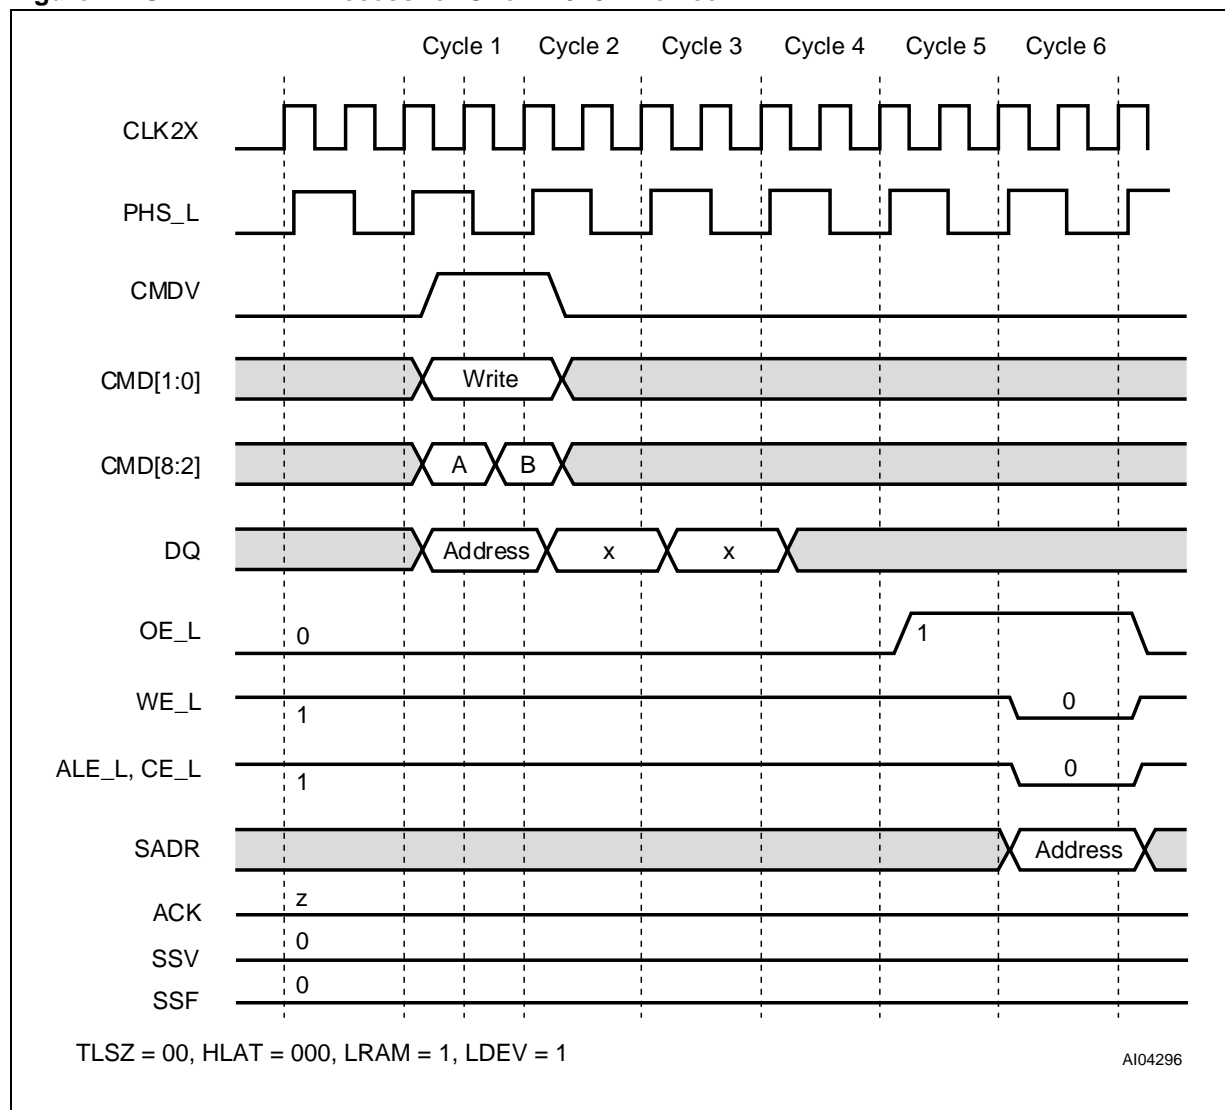 Cycle 1 Cycle 2 Cycle 3 Cycle 4 Cycle 5 Cycle 6
CLK2X
PHS_L
CMDV
CMD[1:0] Write
CMD[8:2] A B
DQ Address x x
OE_L 0 1
WE_L 1 0
ALE_L, CE_L 1 0
SADR Address
ACK z
SSV 0
SSF 0
TLSZ = 00, HLAT = 000, LRAM = 1, LDEV = 1
AI04296